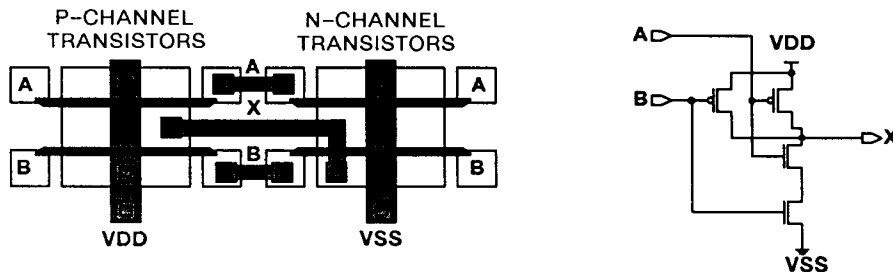 P-CHANNEL
TRANSISTORS
N-CHANNEL
TRANSISTORS
A
A
A
X
B
B
B
VDD
VSS
A
VDD
B
X
VSS